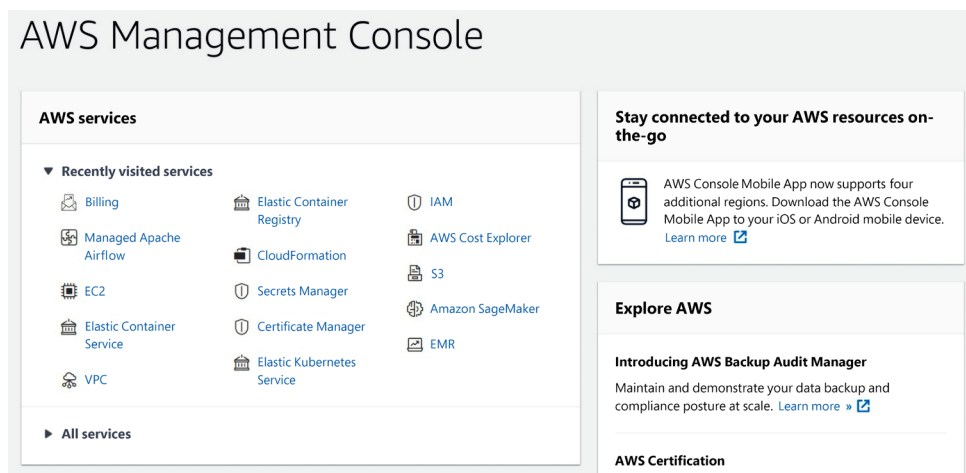 AWS Management Console
AWS services
Recently visited services
Billing
Managed Apache
Airflow
EC2
Elastic Container
Service
VPC
Elastic Container
Registry
CloudFormation
Secrets Manager
Certificate Manager
Elastic Kubernetes
Service
IAM
AWS Cost Explorer
S3
Amazon SageMaker
EMR
All services
Stay connected to your AWS resources on-
the-go
AWS Console Mobile App now supports four
additional regions. Download the AWS Console
Mobile App to your iOS or Android mobile device.
Learn more
Explore AWS
Introducing AWS Backup Audit Manager
Maintain and demonstrate your data backup and
compliance posture at scale. Learn more »
AWS Certification